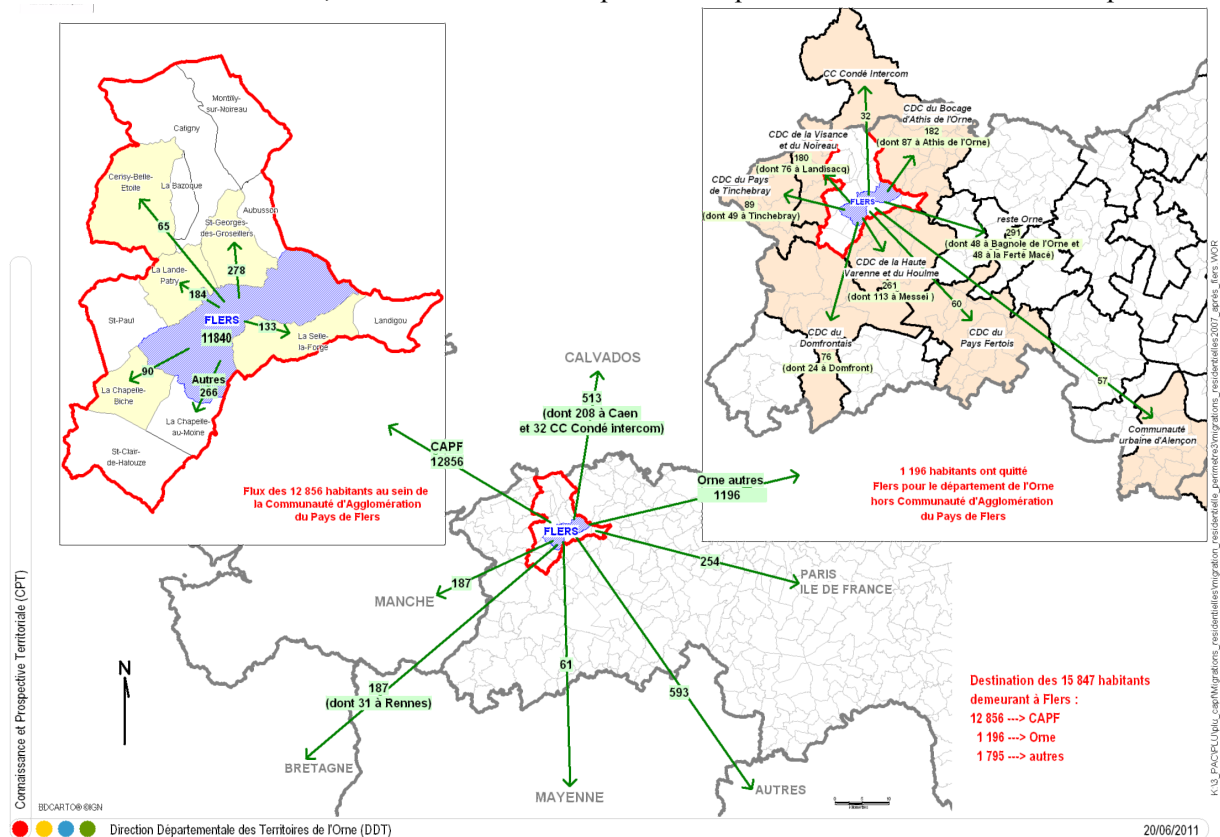 Montilly-
sur-Noireau
Caligny
Cerisy-Belle-
Etoile
La Bazoque
Aubusson
St-Georges-
des-Groseillers
65
278
La Lande-
Patry
184
St-Paul
FLERS
11840
133
Landigou
La Selle-
la-Forge
90
Autres
266
La Chapelle-
Biche
La Chapelle-
au-Moine
St-Clair-
de-Halouze
Flux des 12 856 habitants au sein de
la Communauté d'Agglomération
du Pays de Flers
CC Condé Intercom
32
CDC du Bocage
d'Athis de l'Orne
182
(dont 87 à Athis de l'Orne)
CDC de la Visance
et du Noireau
180
(dont 76 à Landisacq)
CDC du Pays
de Tinchebray
89
(dont 49 à Tinchebray)
FLERS
reste Orne
291
(dont 48 à Bagnole de l'Orne et
48 à la Ferté Macé)
CDC de la Haute
Varenne et du Houlme
261
(dont 113 à Messei )
60
CDC du
Domfrontais
76
(dont 24 à Domfront)
CDC du
Pays Fertois
57
Communauté
urbaine d'Alençon
1 196 habitants ont quitté
Flers pour le département de l'Orne
hors Communauté d'Agglomération
du Pays de Flers
CALVADOS
513
(dont 208 à Caen
et 32 CC Condé intercom)
CAPF
12856
Orne autres
1196
FLERS
254
PARIS
ILE DE FRANCE
187
MANCHE
187
(dont 31 à Rennes)
61
593
BRETAGNE
MAYENNE
AUTRES
N
Destination des 15 847 habitants
demeurant à Flers :
12 856 ---> CAPF
1 196 ---> Orne
1 795 ---> autres
Connaissance et Prospective Territoriale (CPT)
BDCARTO® ©IGN
Direction Départementale des Territoires de l'Orne (DDT)
20/06/2011